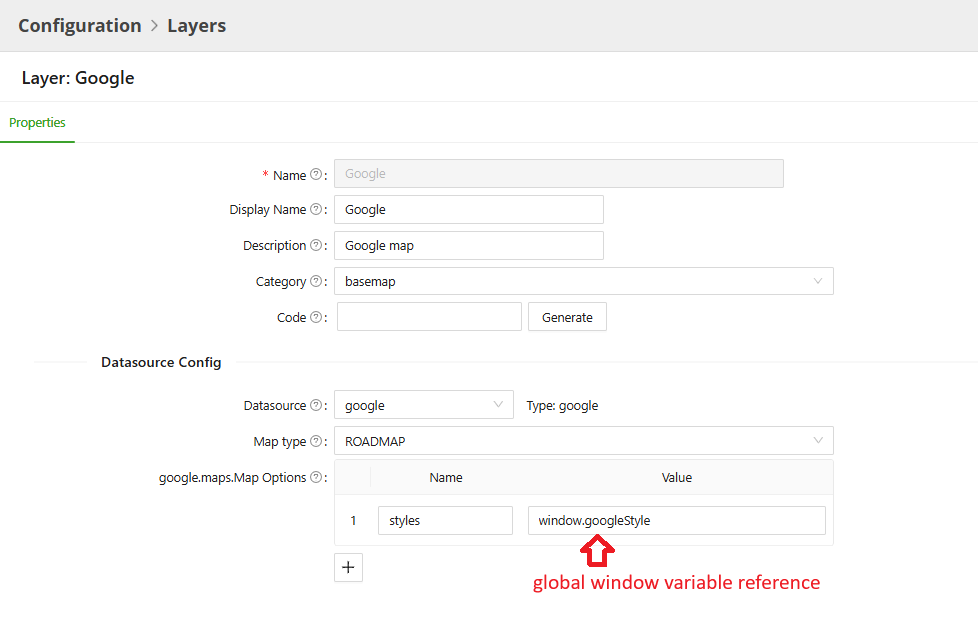 Configuration > Layers
Layer: Google
Properties
* Name ? : Google
Display Name ? : Google
Description ? : Google map
Category ? : basemap
Code ? : Generate
Datasource Config
Datasource ? : google Type: google
Map type ? : ROADMAP
google.maps.Map Options ? : Name Value
1 styles window.googleStyle
+
global window variable reference